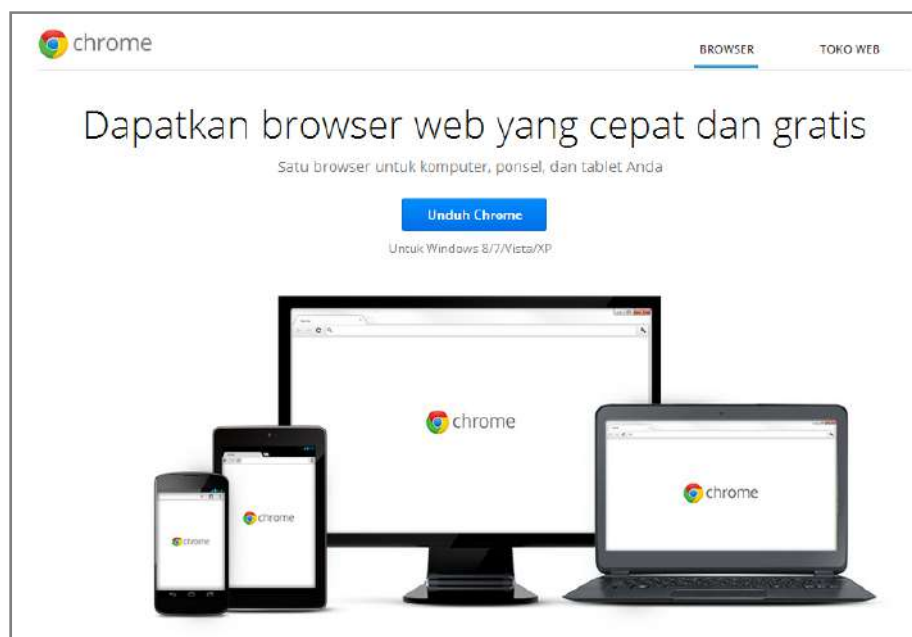 chrome
BROWSER TOKO WEB
Dapatkan browser web yang cepat dan gratis
Satu browser untuk komputer, ponsel, dan tablet Anda
Unduh Chrome
Untuk Windows 8/7/Vista/XP
chrome
chrome
chrome
chrome